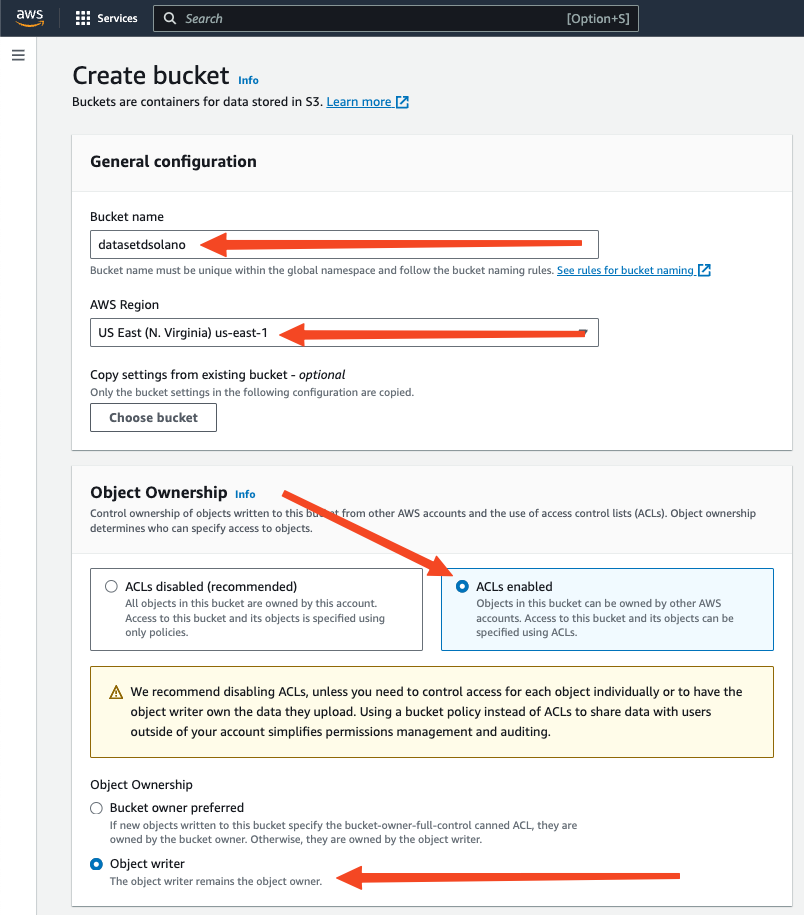 aws
Services
Search
[Option+S]
Create bucket Info
Buckets are containers for data stored in S3. Learn more
General configuration
Bucket name
datasetdsolano
Bucket name must be unique within the global namespace and follow the bucket naming rules. See rules for bucket naming
AWS Region
US East (N. Virginia) us-east-1
Copy settings from existing bucket - optional
Only the bucket settings in the following configuration are copied.
Choose bucket
Object Ownership Info
Control ownership of objects written to this bucket from other AWS accounts and the use of access control lists (ACLs). Object ownership
determines who can specify access to objects.
ACLs disabled (recommended)
All objects in this bucket are owned by this account.
Access to this bucket and its objects is specified using
only policies.
ACLs enabled
Objects in this bucket can be owned by other AWS
accounts. Access to this bucket and its objects can be
specified using ACLs.
We recommend disabling ACLs, unless you need to control access for each object individually or to have the
object writer own the data they upload. Using a bucket policy instead of ACLs to share data with users
outside of your account simplifies permissions management and auditing.
Object Ownership
Bucket owner preferred
If new objects written to this bucket specify the bucket-owner-full-control canned ACL, they are
owned by the bucket owner. Otherwise, they are owned by the object writer.
Object writer
The object writer remains the object owner.